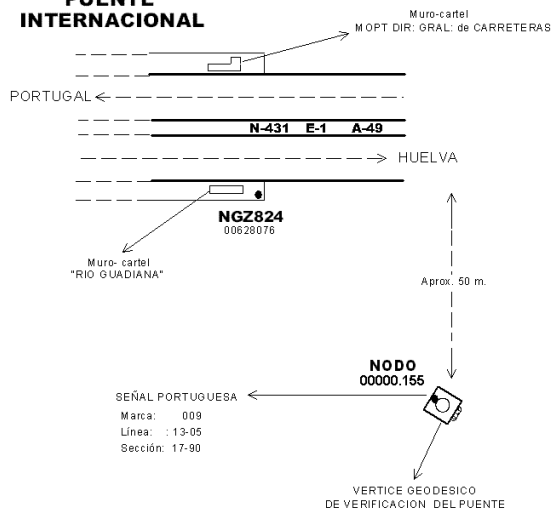 PUENTE
INTERNACIONAL
Muro-cartel
MOPT DIR: GRAL: de CARRETERAS
PORTUGAL
N-431 E-1 A-49
HUELVA
NGZ824
00628076
Muro- cartel
"RIO GUADIANA"
Aprox. 50 m.
NODO
00000.155
SEÑAL PORTUGUESA
Marca: 009
Línea: : 13-05
Sección: 17-90
VERTICE GEODESICO
DE VERIFICACION DEL PUENTE